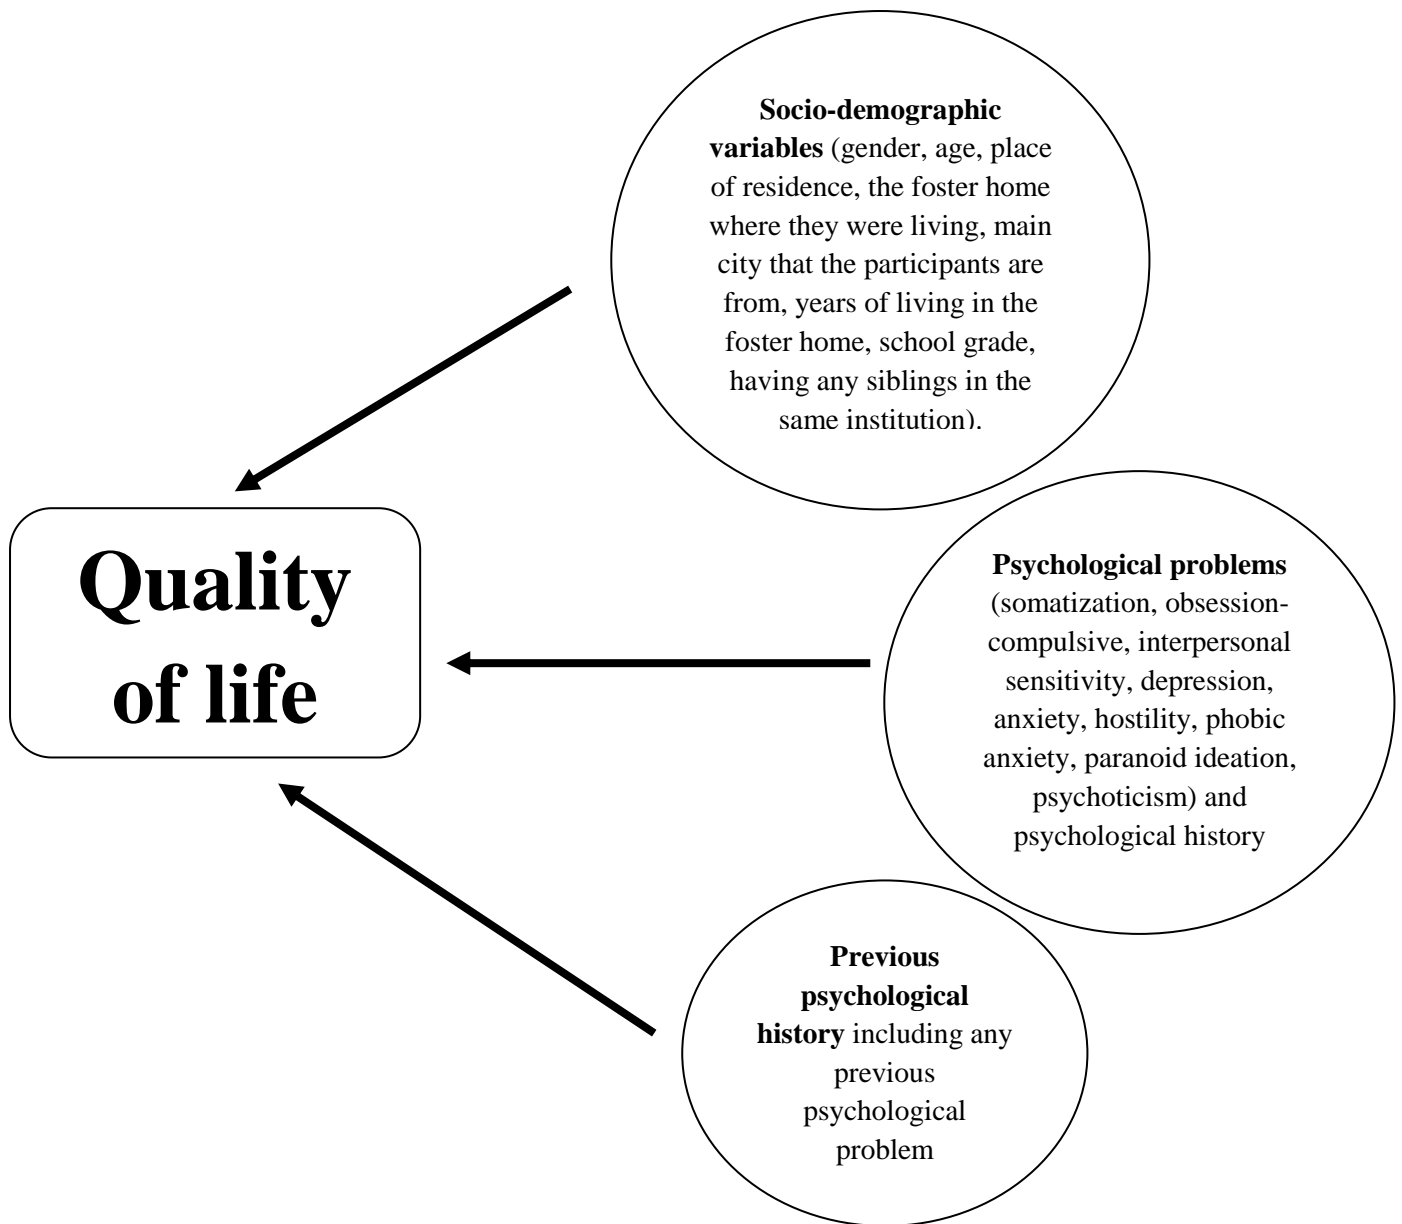 Socio-demographic
variables (gender, age, place
of residence, the foster home
where they were living, main
city that the participants are
from, years of living in the
foster home, school grade,
having any siblings in the
same institution).
Quality
of life
Psychological problems
(somatization, obsession-
compulsive, interpersonal
sensitivity, depression,
anxiety, hostility, phobic
anxiety, paranoid ideation,
psychoticism) and
psychological history
Previous
psychological
history including any
previous
psychological
problem